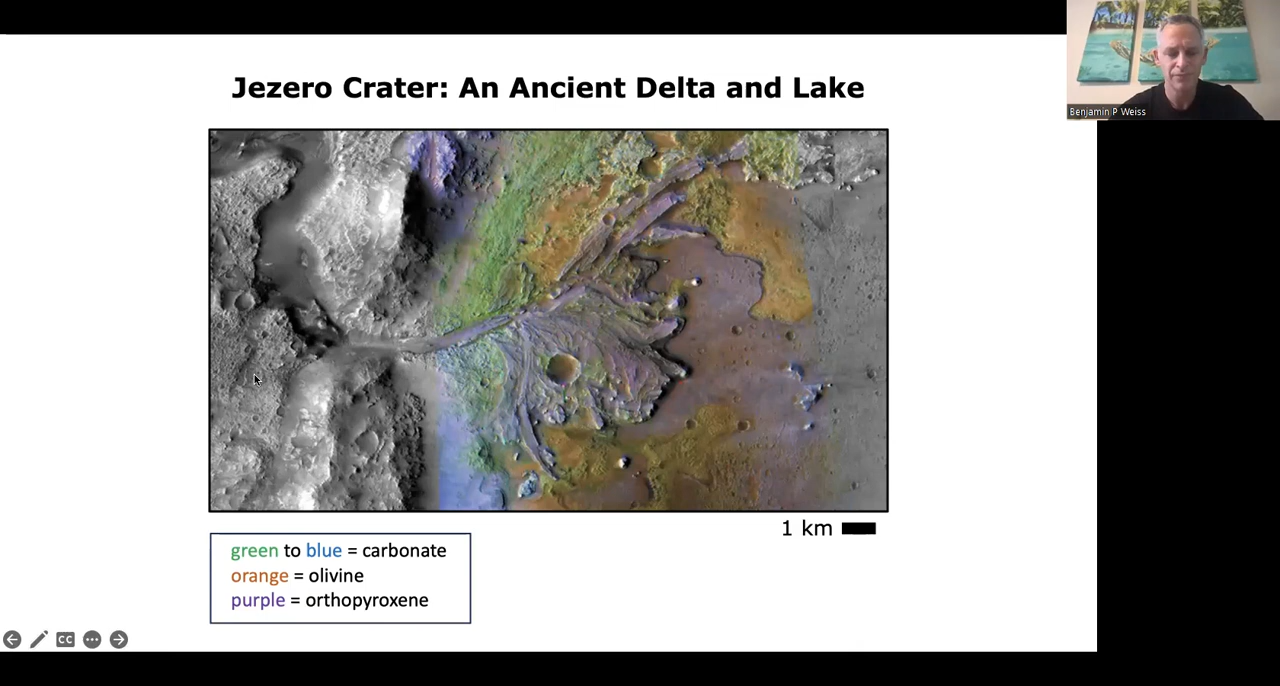 Jezero Crater: An Ancient Delta and Lake
Benjamin P Weiss
1 km
green to blue = carbonate
orange = olivine
purple = orthopyroxene
CC